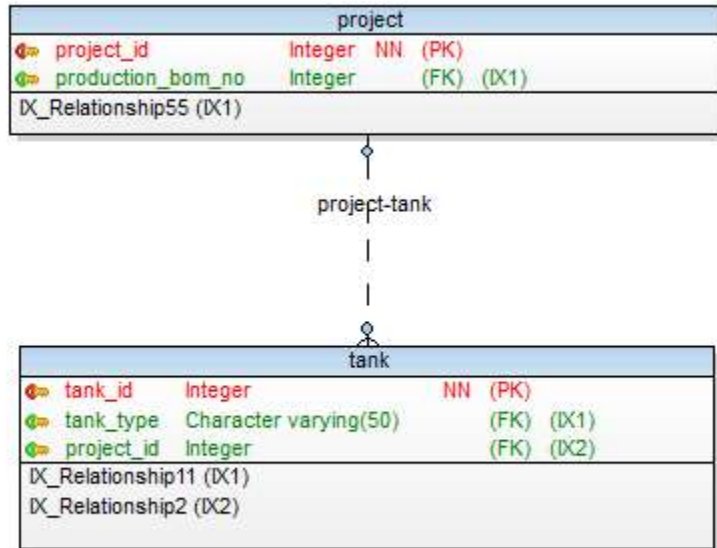 project
project_id Integer NN (PK)
production_bom_no Integer (FK) (IX1)
IX_Relationship55 (IX1)
project-tank
tank
tank_id Integer NN (PK)
tank_type Character varying(50) (FK) (IX1)
project_id Integer (FK) (IX2)
IX_Relationship11 (IX1)
IX_Relationship2 (IX2)